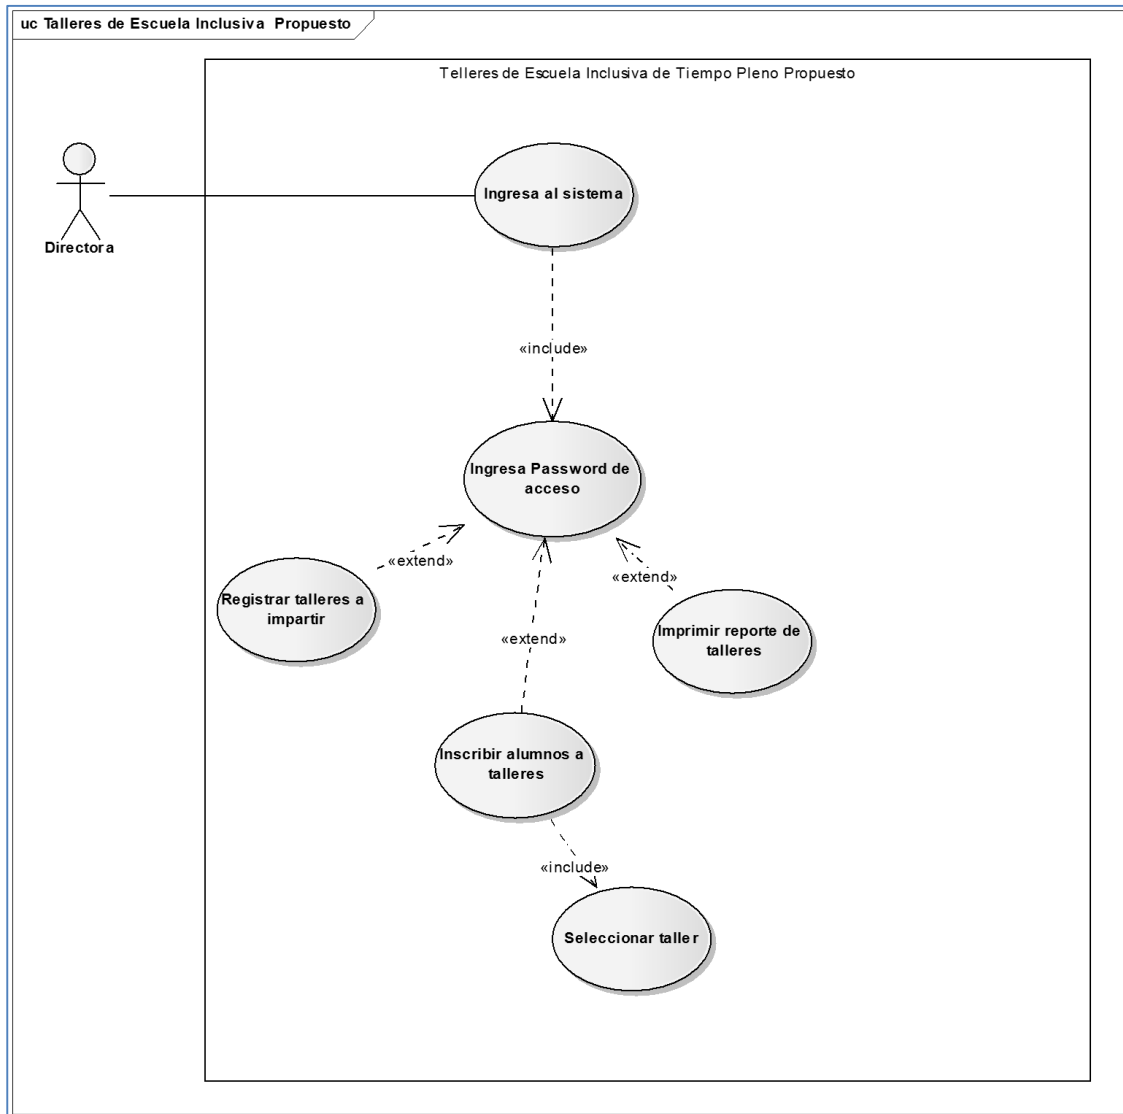 uc Talleres de Escuela Inclusiva Propuesto
Telleres de Escuela Inclusiva de Tiempo Pleno Propuesto
Ingresa al sistema
Directora
«include»
Ingresa Password de
acceso
«extend»
«extend»
Registrar talleres a
impartir
«extend»
Imprimir reporte de
talleres
Inscribir alumnos a
talleres
«include»
Seleccionar taller